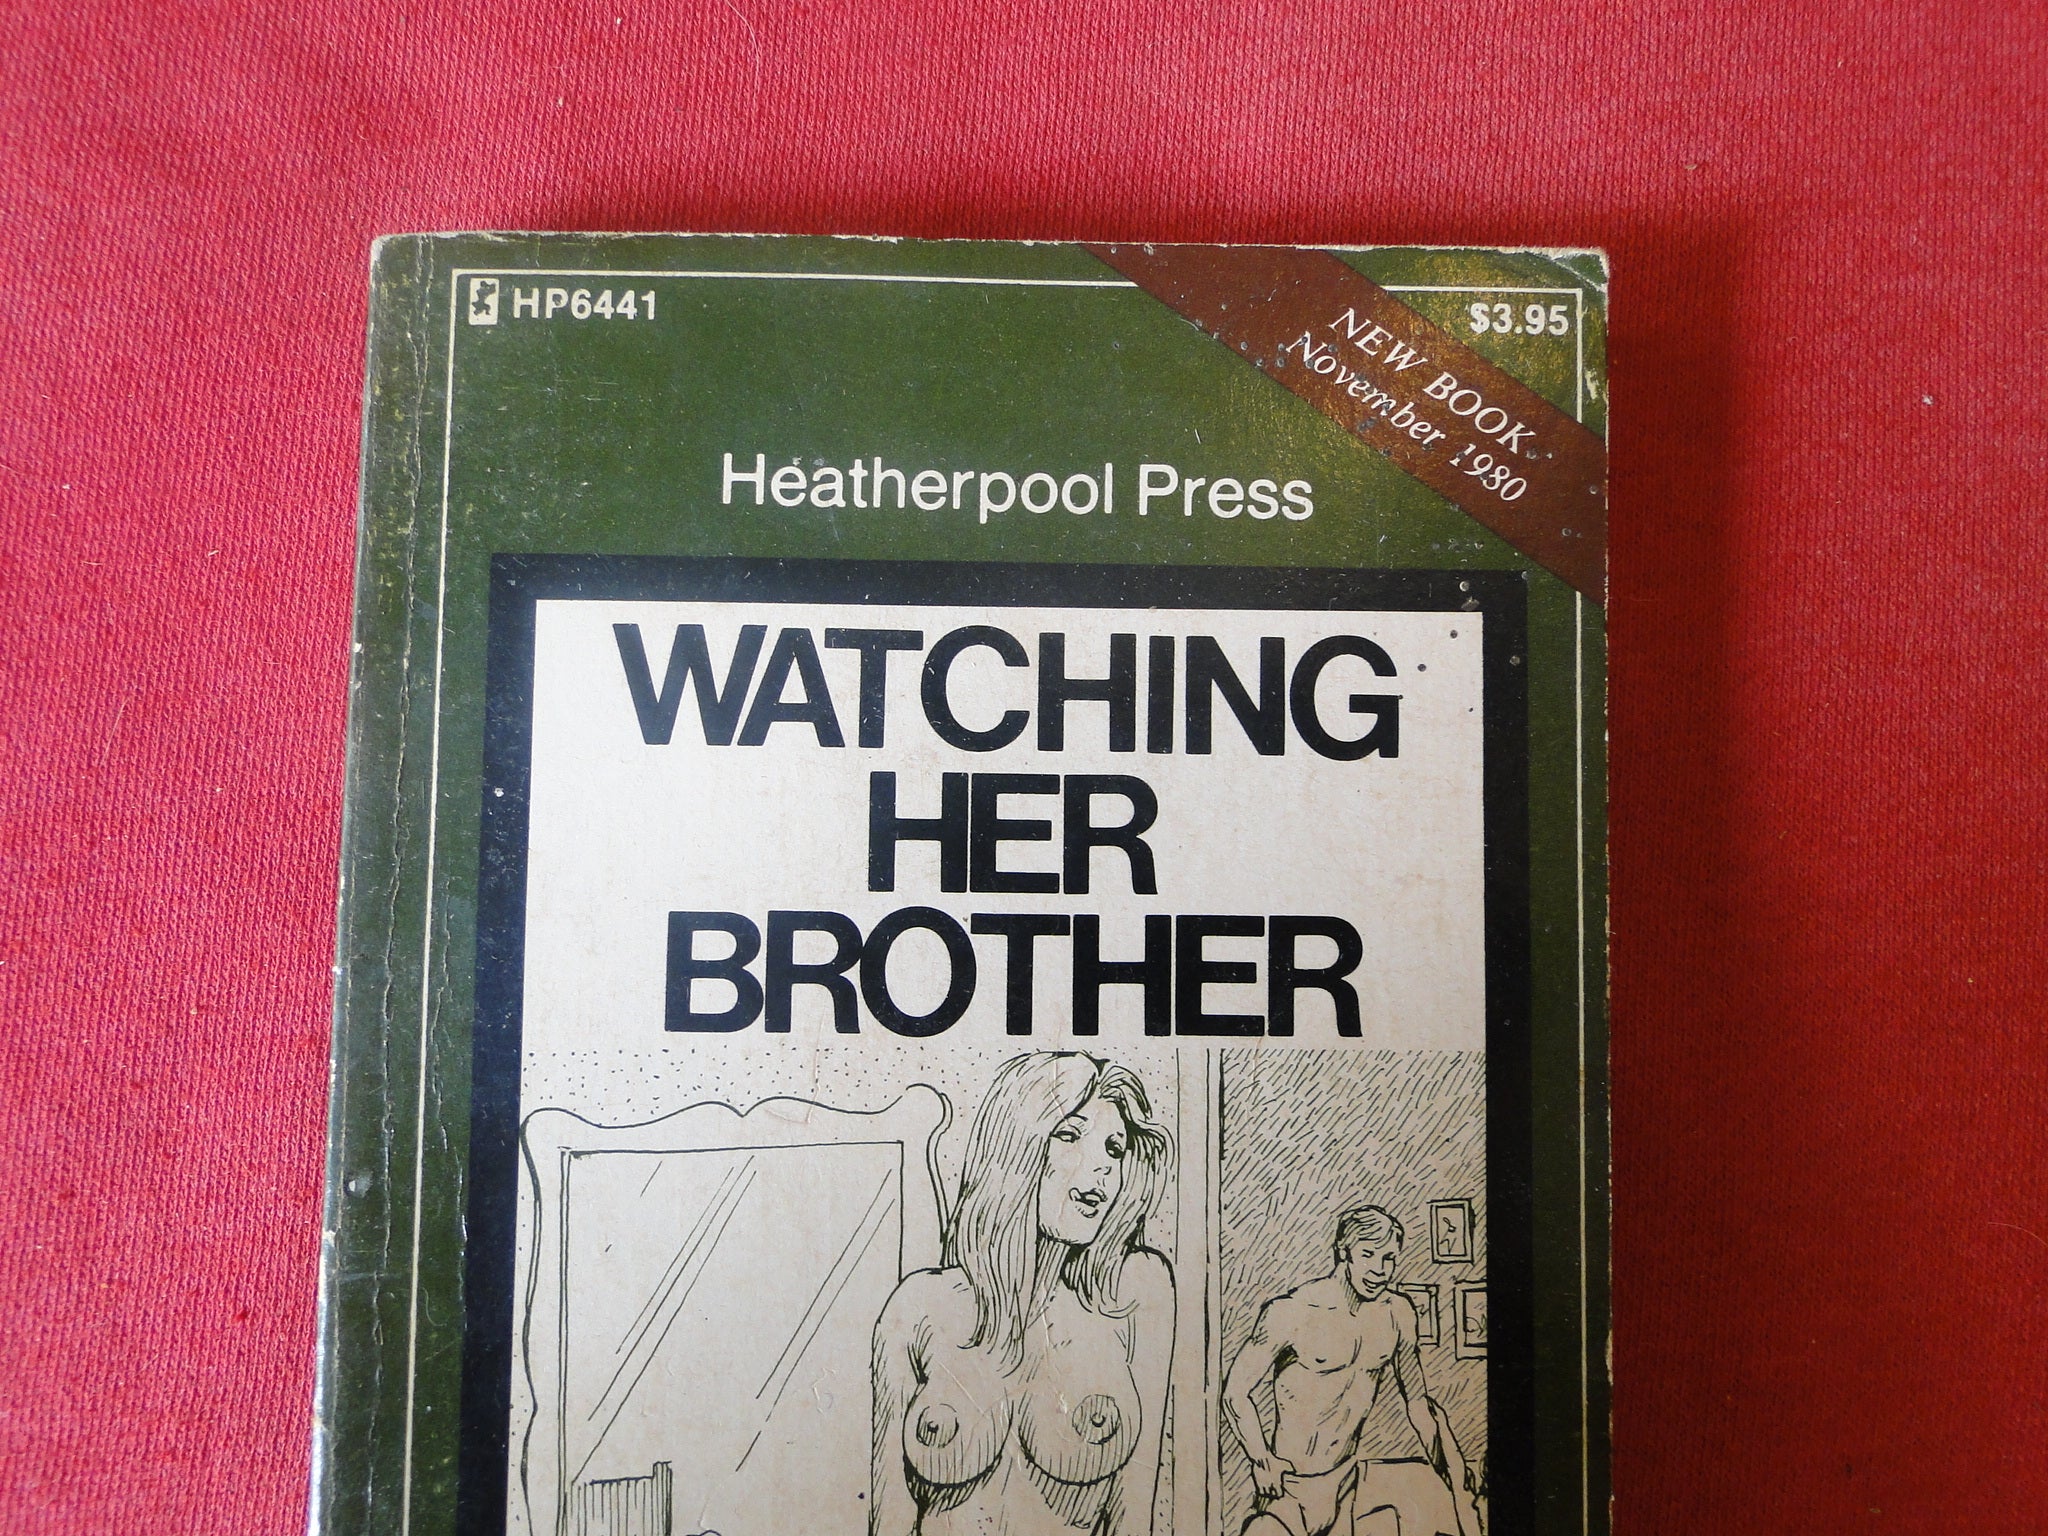 HP6441
$3.95
NEW BOOK
November 1980
Heatherpool Press
WATCHING
HER
BROTHER